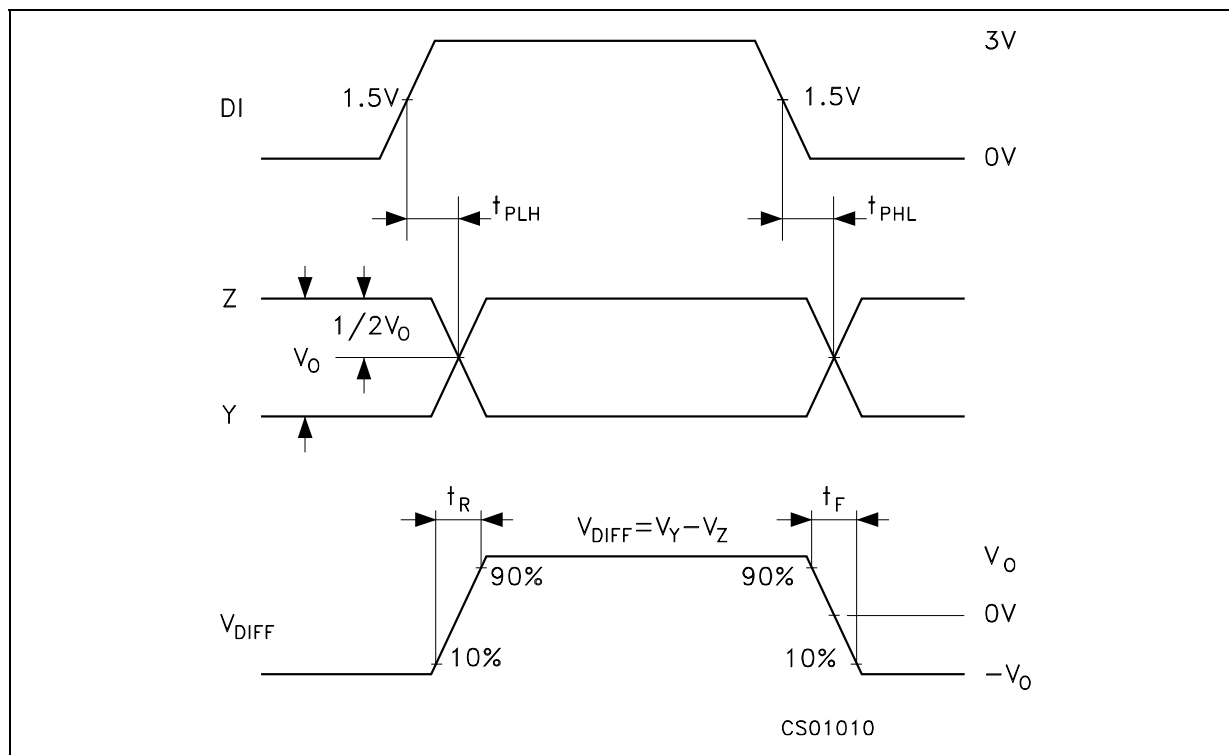 3V
1.5V
1.5V
DI
0V
tPLH
tPHL
Z
1/2VO
VO
Y
tR
tF
VDIFF=VY−VZ
VO
90%
90%
0V
VDIFF
10%
10%
−VO
CS01010